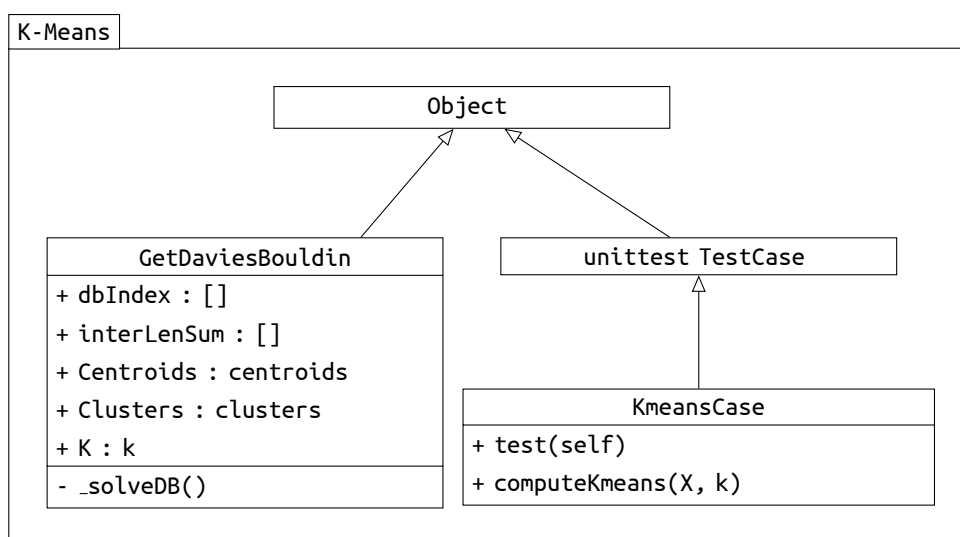 K-Means
Object
GetDaviesBouldin
+ dbIndex : []
+ interLenSum : []
+ Centroids : centroids
+ Clusters : clusters
+ K : k
- _solveDB()
unittest TestCase
KmeansCase
+ test(self)
+ computeKmeans(X, k)